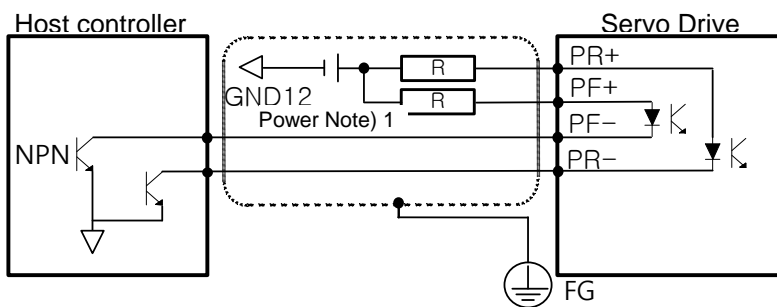 Host controller
Servo Drive
R
PR+
GND12
R
PF+
Power Note) 1
PF-
NPN
PR-
FG